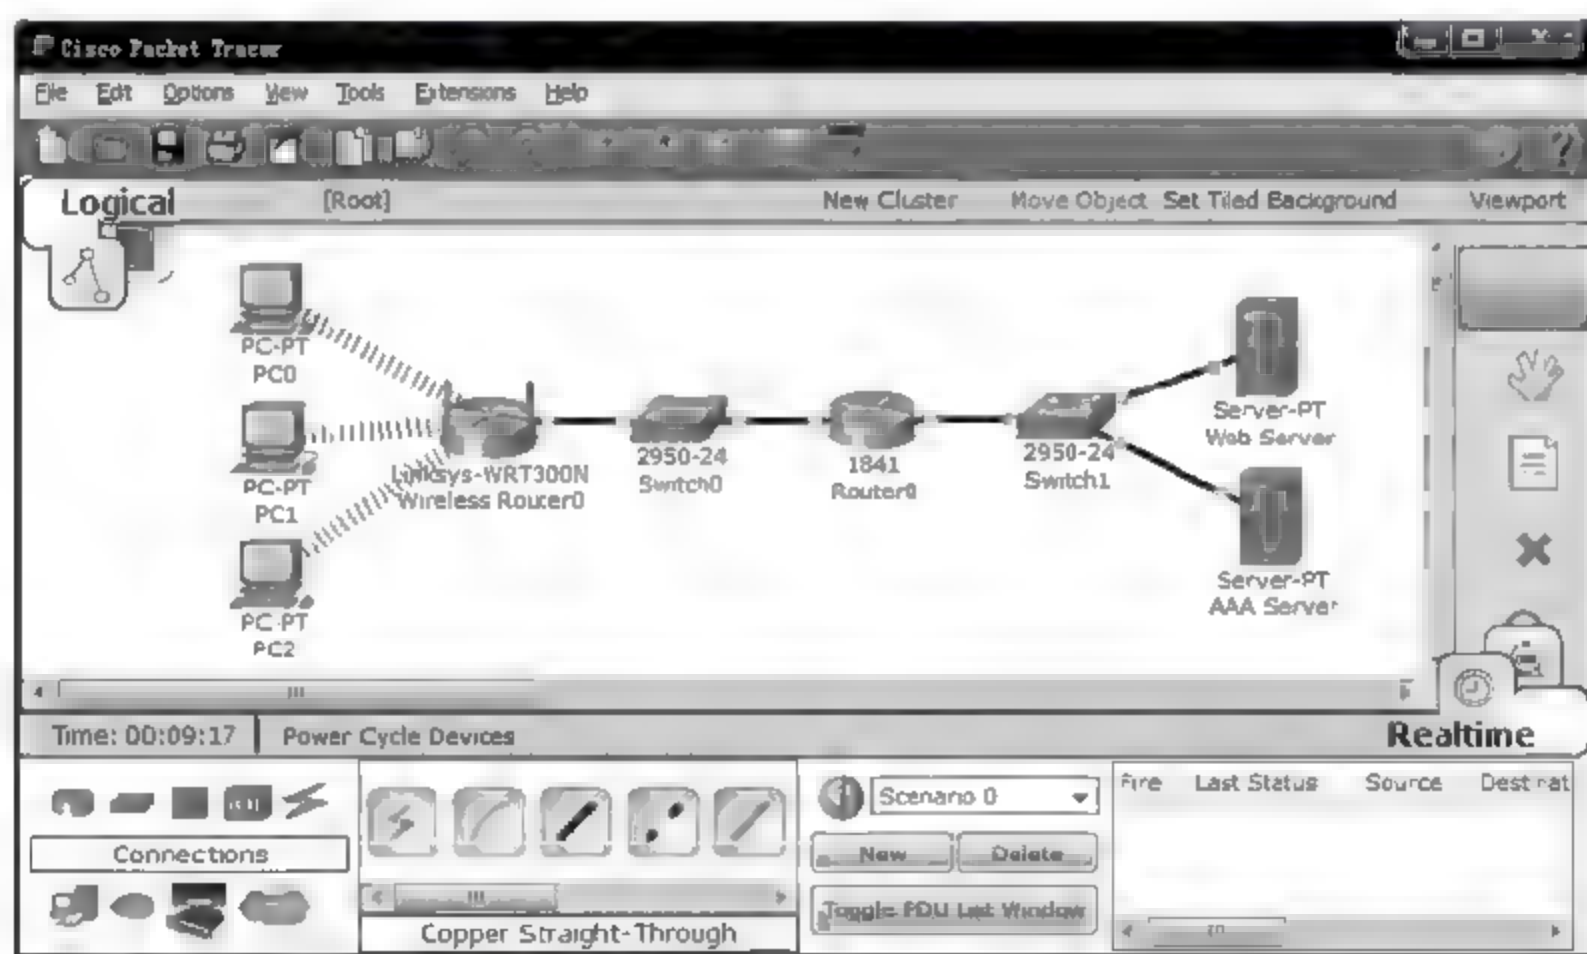 Cisco Packet Tracer
File Edit Options View Tools Extensions Help
Logical [Root] New Cluster Move Object Set Tiled Background Viewport
PC-PT
PC0
PC-PT
PC1
PC-PT
PC2
Linksys-WRT300N
Wireless Router0
2950-24
Switch0
1841
Router0
2950-24
Switch1
Server-PT
Web Server
Server-PT
AAA Server
Time: 00:09:17 Power Cycle Devices Realtime
Connections
Copper Straight-Through
Scenario 0
New Delete
Toggle PDU List Window
Fire Last Status Source Destinat